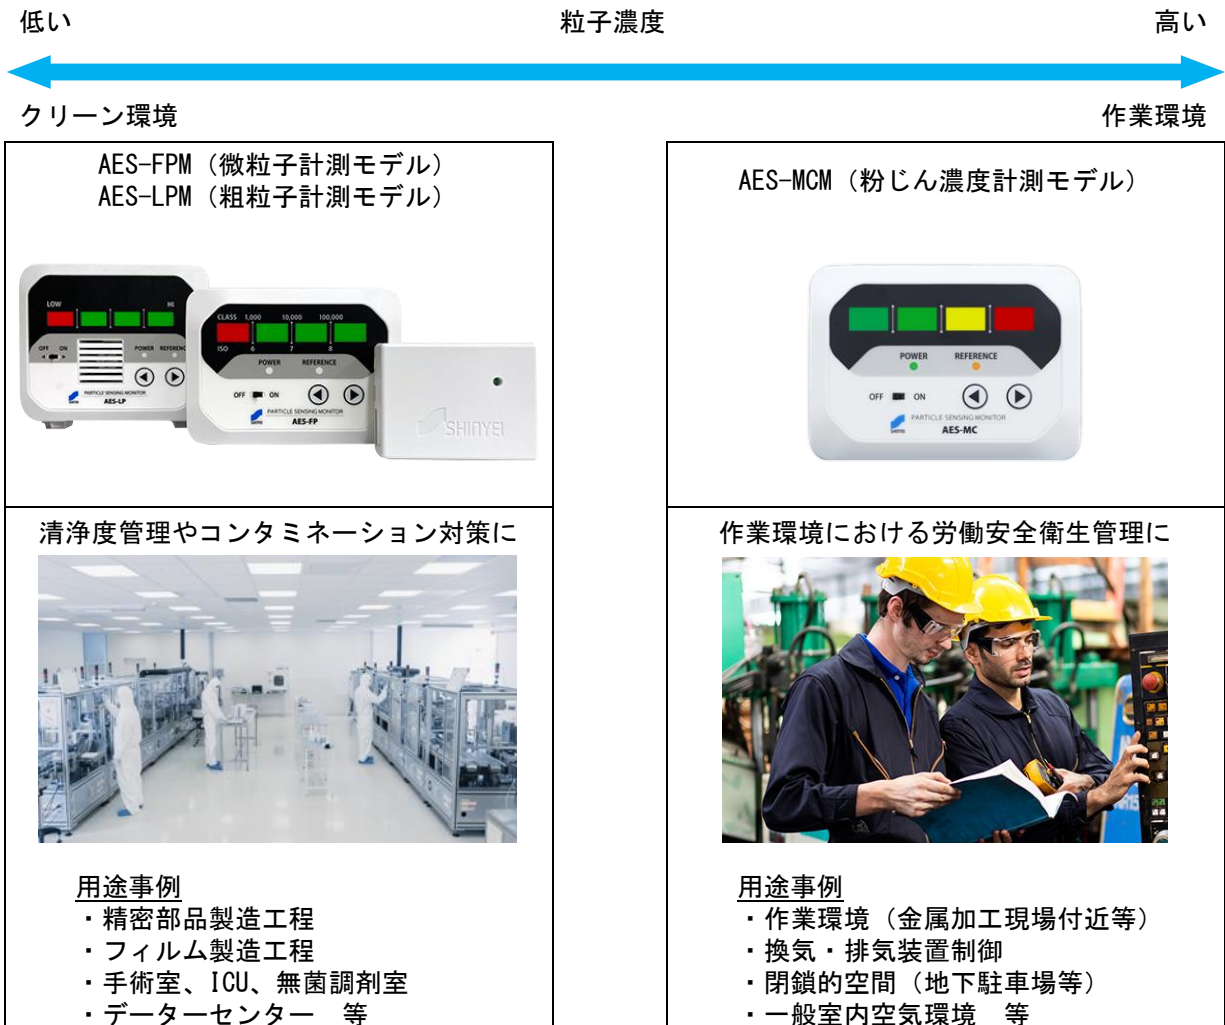 低い 粒子濃度 高い
クリーン環境 作業環境
AES-FPM（微粒子計測モデル）
AES-LPM（粗粒子計測モデル）
LOW HI
OFF ON POWER REFERENCE
PARTICLE SENSING MONITOR
AES-LP
CLASS 1,000 10,000 100,000
ISO 6 7 8
POWER REFERENCE
OFF ON
PARTICLE SENSING MONITOR
SHINYEI
AES-FP
SHINYEI
清浄度管理やコンタミネーション対策に
用途事例
・精密部品製造工程
・フィルム製造工程
・手術室、ICU、無菌調剤室
・データーセンター 等
AES-MCM（粉じん濃度計測モデル）
POWER REFERENCE
OFF ON
PARTICLE SENSING MONITOR
SHINYEI
AES-MC
作業環境における労働安全衛生管理に
用途事例
・作業環境（金属加工現場付近等）
・換気・排気装置制御
・閉鎖的空間（地下駐車場等）
・一般室内空気環境 等